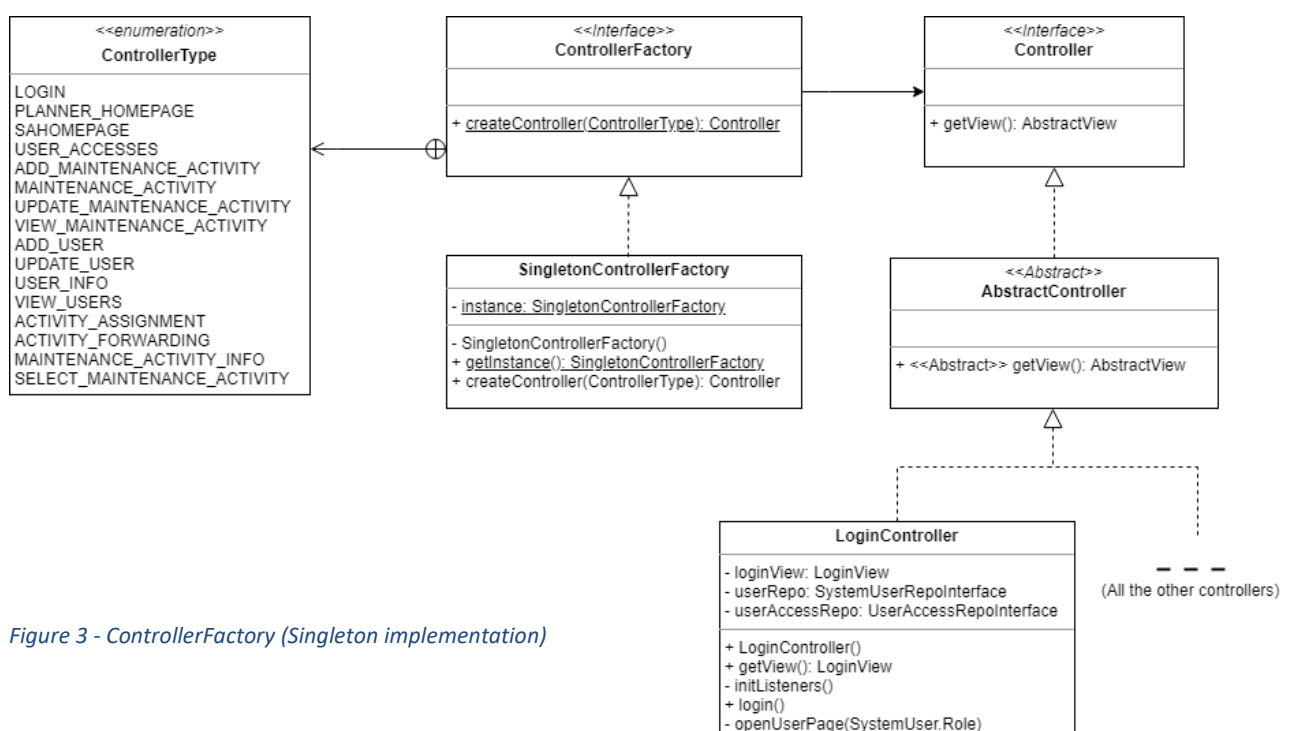 <<enumeration>>
ControllerType
LOGIN
PLANNER_HOMEPAGE
SAHOMEPAGE
USER_ACCESSES
ADD_MAINTENANCE_ACTIVITY
MAINTENANCE_ACTIVITY
UPDATE_MAINTENANCE_ACTIVITY
VIEW_MAINTENANCE_ACTIVITY
ADD_USER
UPDATE_USER
USER_INFO
VIEW_USERS
ACTIVITY_ASSIGNMENT
ACTIVITY_FORWARDING
MAINTENANCE_ACTIVITY_INFO
SELECT_MAINTENANCE_ACTIVITY
<<Interface>>
ControllerFactory
+ createController(ControllerType): Controller
<<Interface>>
Controller
+ getView(): AbstractView
SingletonControllerFactory
- instance: SingletonControllerFactory
- SingletonControllerFactory()
+ getInstance(): SingletonControllerFactory
+ createController(ControllerType): Controller
<<Abstract>>
AbstractController
+ <<Abstract>> getView(): AbstractView
LoginController
- loginView: LoginView
- userRepo: SystemUserRepoInterface
- userAccessRepo: UserAccessRepoInterface
+ LoginController()
+ getView(): LoginView
- initListeners()
+ login()
- openUserPage(SystemUser.Role)
(All the other controllers)
Figure 3 - ControllerFactory (Singleton implementation)